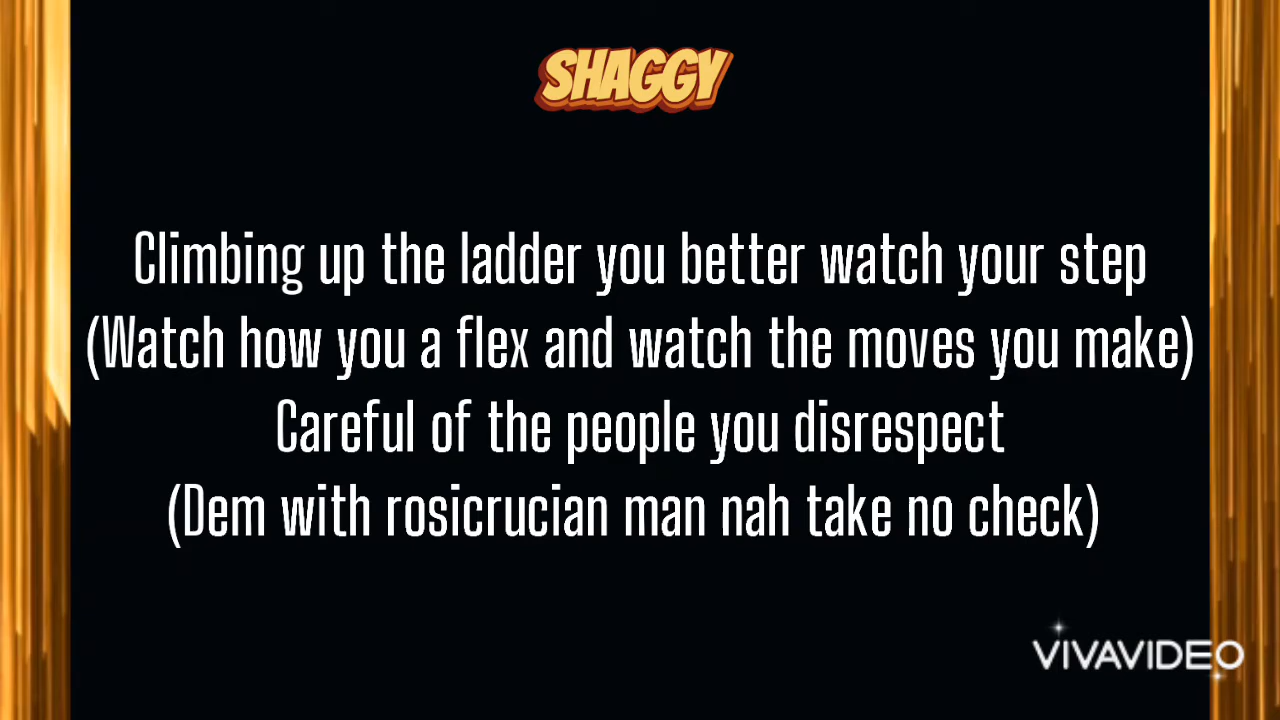 SHAGGY
Climbing up the ladder you better watch your step
(Watch how you a flex and watch the moves you make)
Careful of the people you disrespect
(Dem with rosicrucian man nah take no check)
VIVAVIDEO